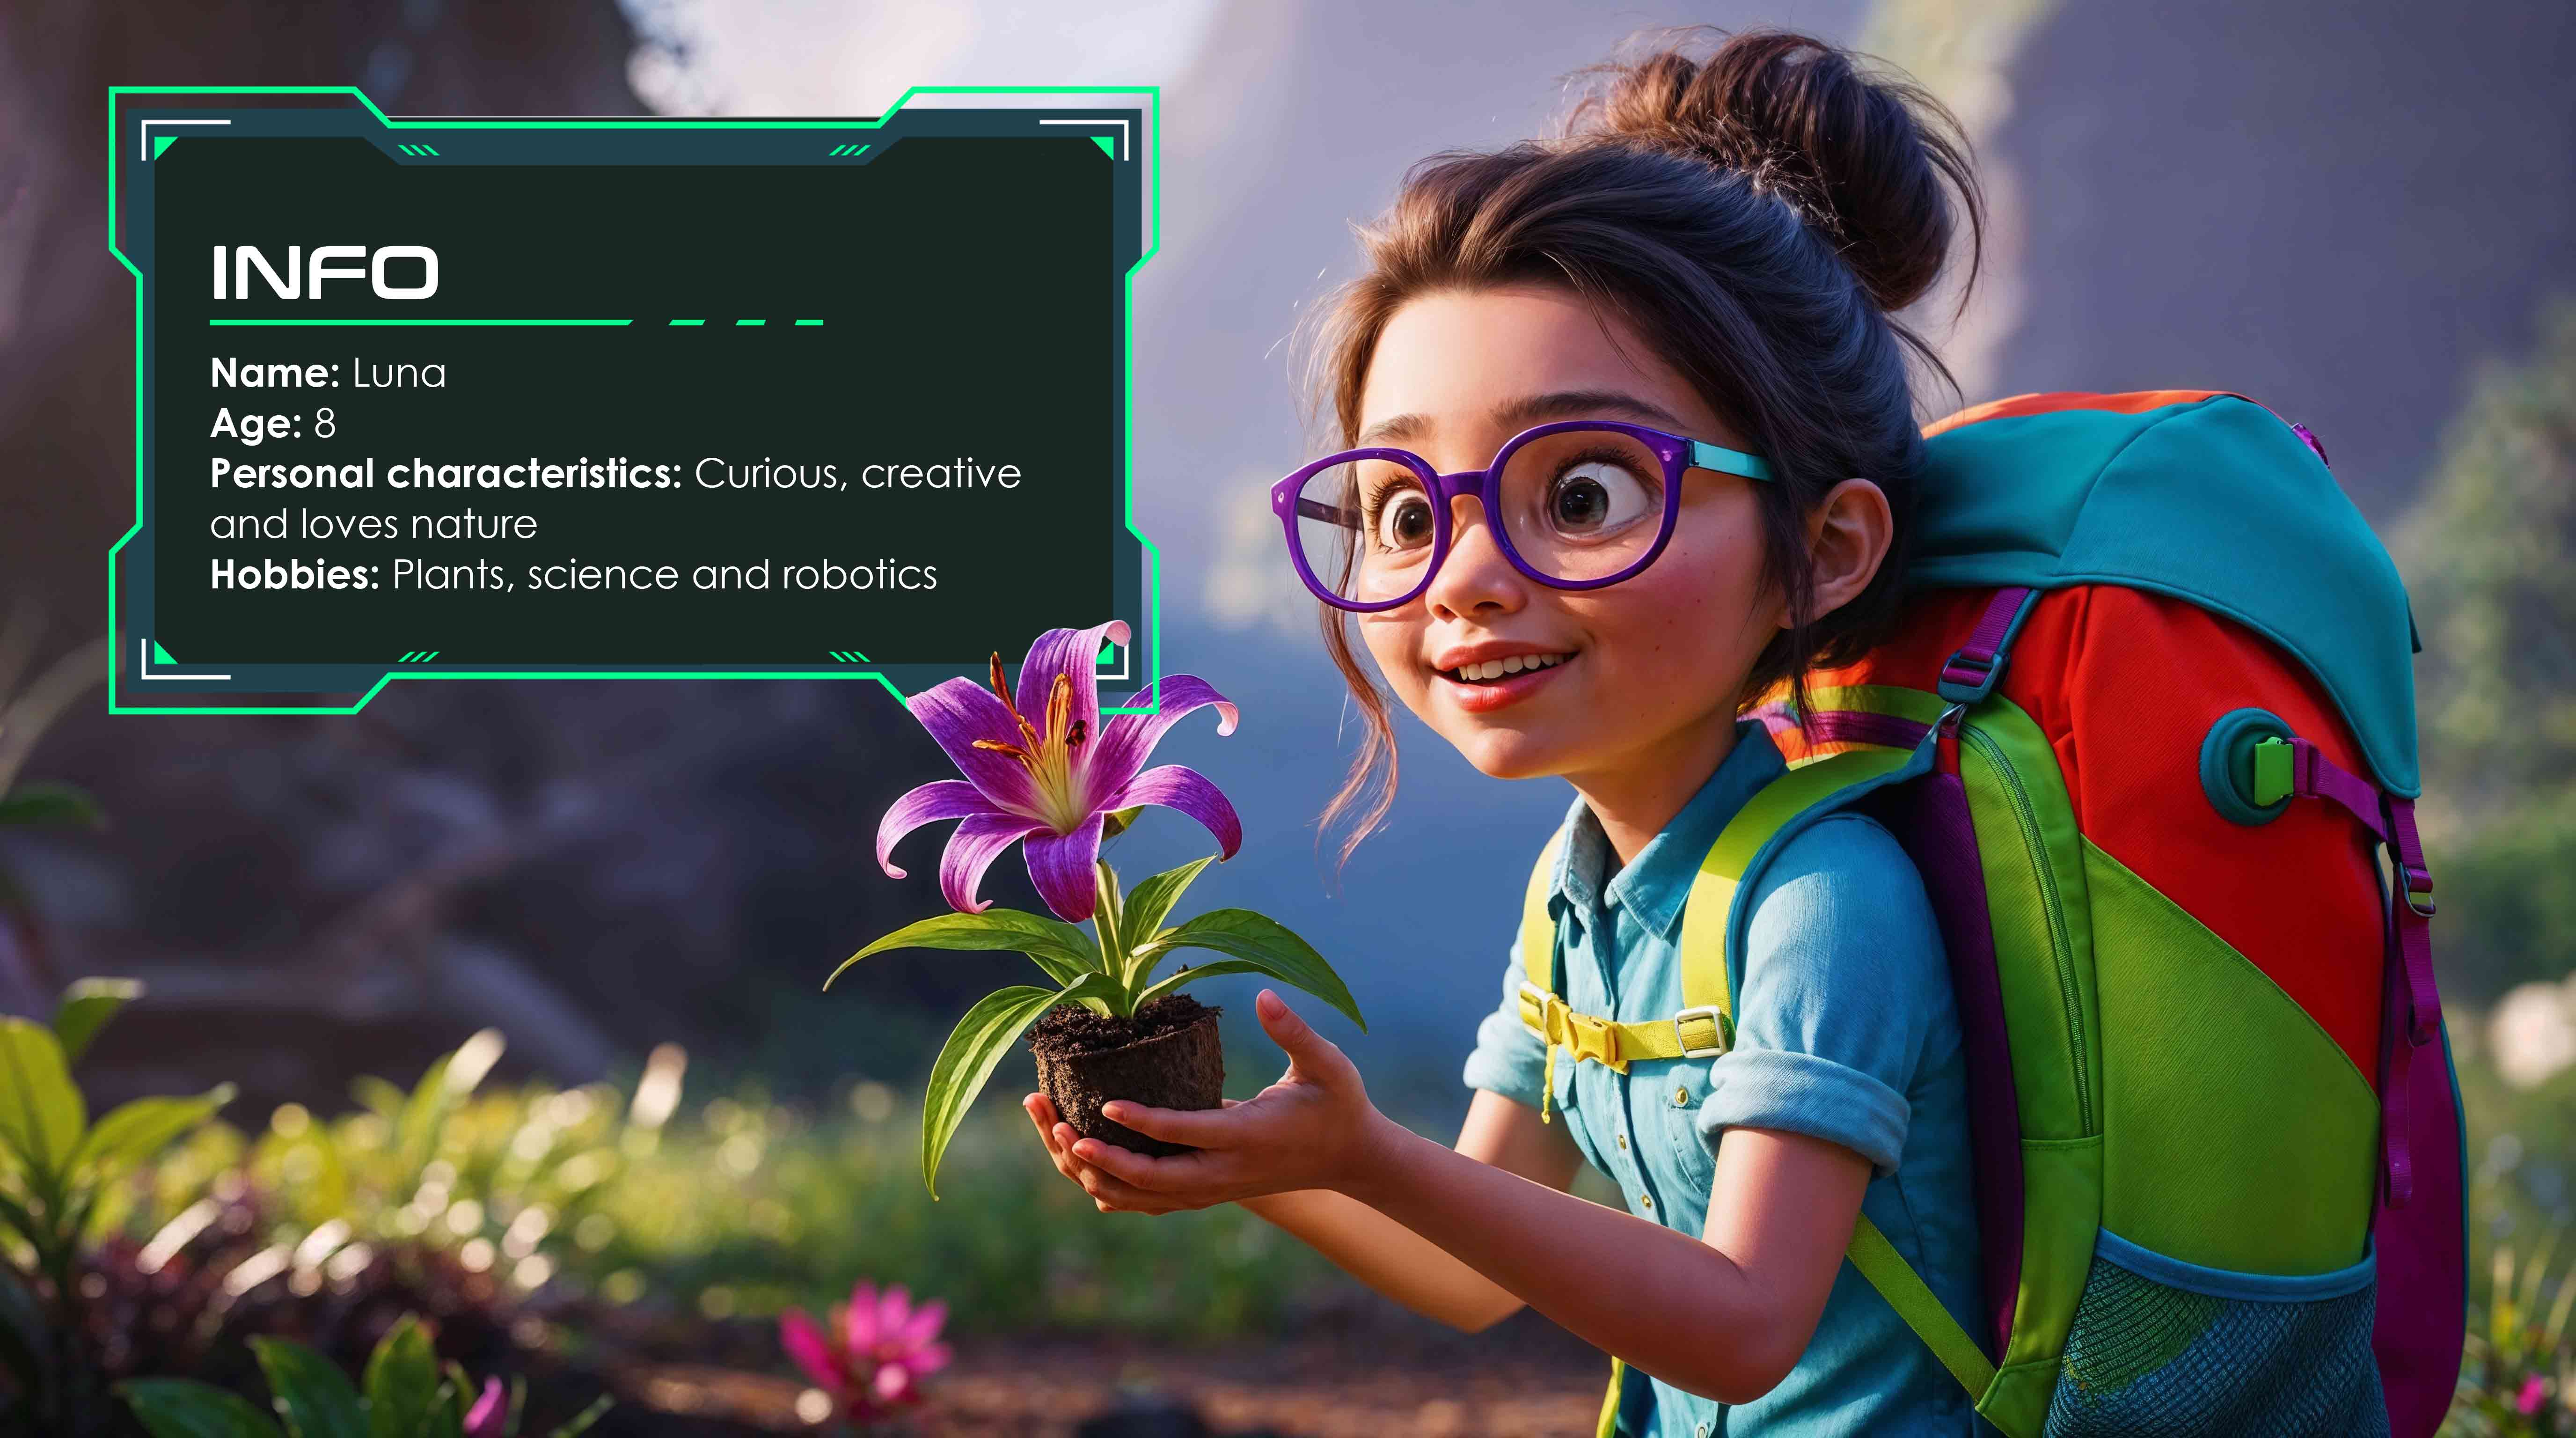 INFO
Name: Luna
Age: 8
Personal characteristics: Curious, creative
and loves nature
Hobbies: Plants, science and robotics